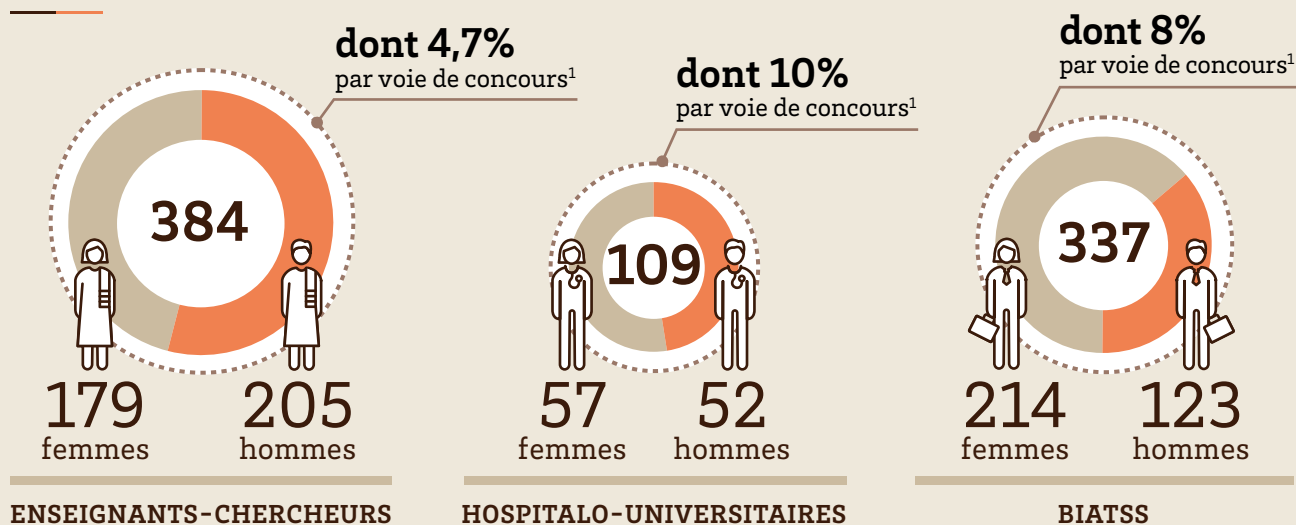 dont 4,7%
par voie de concours¹
384
179
femmes
205
hommes
ENSEIGNANTS-CHERCHEURS
dont 10%
par voie de concours¹
109
57
femmes
52
hommes
HOSPITALO-UNIVERSITAIRES
dont 8%
par voie de concours¹
337
214
femmes
123
hommes
BIATSS